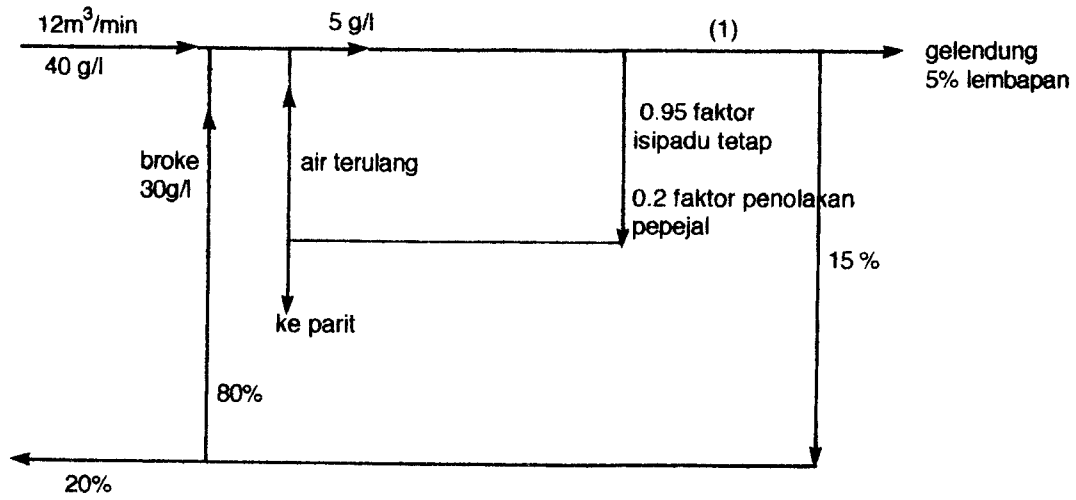 12m³/min
40 g/l
5 g/l
(1)
gelendung
5% lembapan
0.95 faktor
isipadu tetap
broke
30g/l
air terulang
0.2 faktor penolakan
pepejal
15 %
ke parit
80%
20%